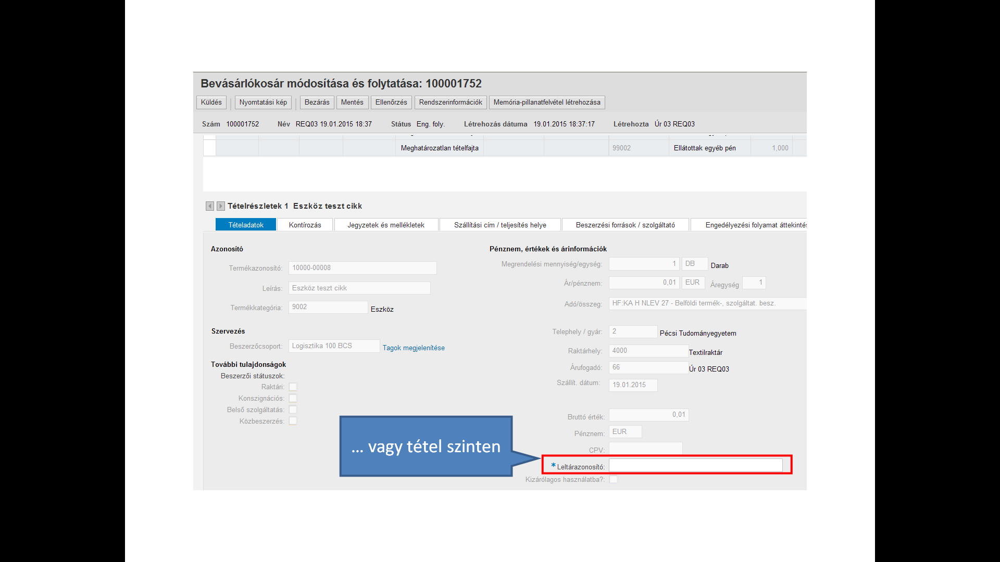 Bevásárlókosár módosítása és folytatása: 100001752
Küldés Nyomtatási kép Bezárás Mentés Ellenőrzés Rendszerinformációk Memória-pillanatfelvétel létrehozása
Szám 100001752 Név REQ03 19.01.2015 18:37 Státus Eng. foly. Létrehozás dátuma 19.01.2015 18:37:17 Létrehozta Úr 03 REQ03
Meghatározatlan tételfajta 99002 Ellátottak egyéb pén 1,000
Tételrészletek 1 Eszköz teszt cikk
Tételadatok Kontírozás Jegyzetek és mellékletek Szállítási cím / teljesítés helye Beszerzési források / szolgáltató Engedélyezési folyamat áttekintés
Azonosító
Termékazonosító: 10000-00008
Leírás: Eszköz teszt cikk
Termékkategória: 9002 Eszköz
Szervezés
Beszerzőcsoport: Logisztika 100 BCS Tagok megjelenítése
További tulajdonságok
Beszerzői státuszok:
Raktári:
Konszignációs:
Belső szolgáltatás:
Közbeszerzés:
Pénznem, értékek és árinformációk
Megrendelési mennyiség/egység: 1 DB Darab
Ár/pénznem: 0,01 EUR Áregység 1
Adó/összeg: HF:KA H NLEV 27 - Belföldi termék-, szolgáltat. besz.
Telephely / gyár: 2 Pécsi Tudományegyetem
Raktárhely: 4000 Textilraktár
Árufogadó: 66 Úr 03 REQ03
Szállít. dátum: 19.01.2015
Bruttó érték: 0,01
Pénznem: EUR
CPV:
* Leltárazonosító:
Kizárólagos használatba?:
... vagy tétel szinten